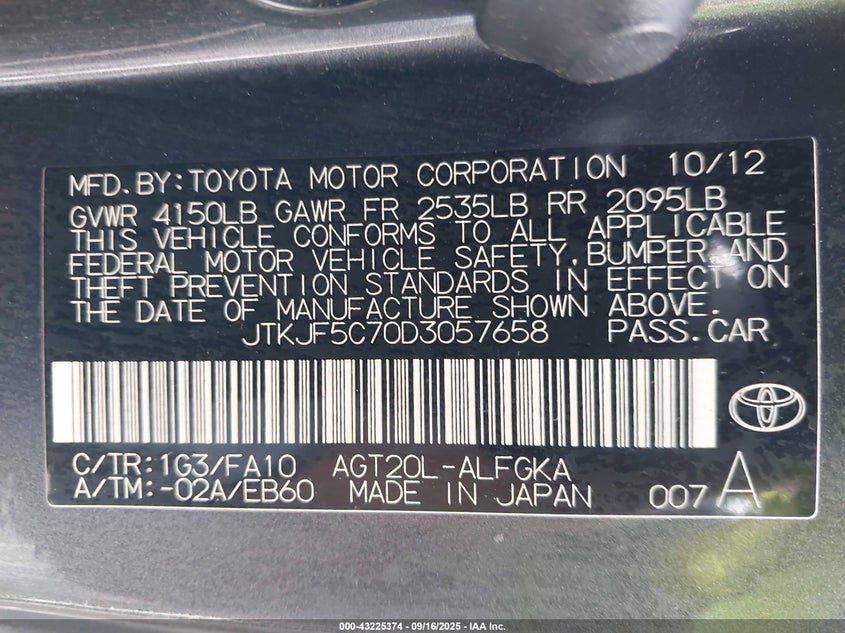 MFD.BY:TOYOTA MOTOR CORPORATION 10/12
GVWR 4150LB GAWR FR 2535LB RR 2095LB
THIS VEHICLE CONFORMS TO ALL APPLICABLE
FEDERAL MOTOR VEHICLE SAFETY,BUMPER,AND
THEFT PREVENTION STANDARDS IN EFFECT ON
THE DATE OF MANUFACTURE SHOWN ABOVE.
JTKJF5C70D3057658 PASS.CAR
C/TR:1G3/FA10 AGT20L-ALFGKA
A/TM:-02A/EB60 MADE IN JAPAN 007 A
000-43225374 - 09/16/2025 - IAA Inc.